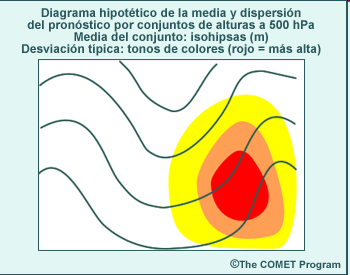 Diagrama hipotético de la media y dispersión
del pronóstico por conjuntos de alturas a 500 hPa
Media del conjunto: isohipsas (m)
Desviación tipica: tonos de colores (rojo = más alta)
©The COMET Program